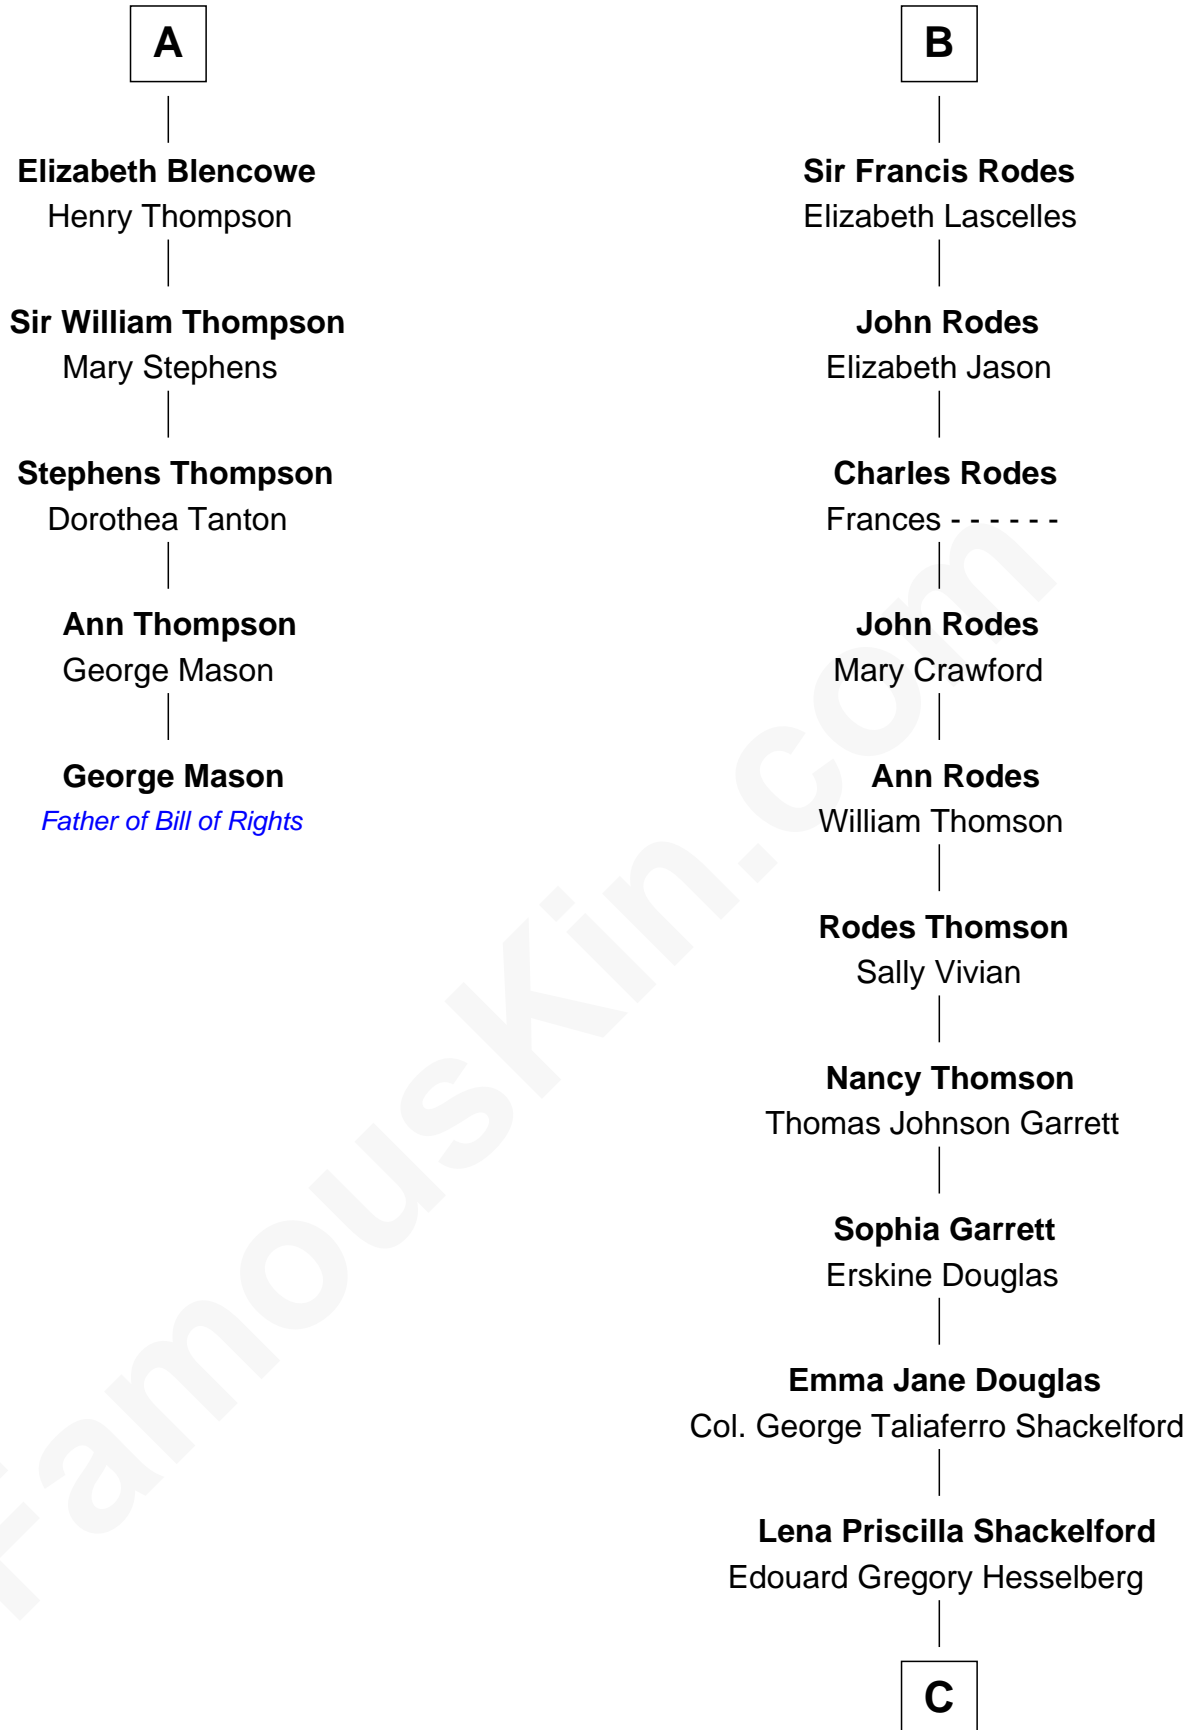 A
Elizabeth Blencowe
Henry Thompson
Sir William Thompson
Mary Stephens
Stephens Thompson
Dorothea Tanton
Ann Thompson
George Mason
George Mason
Father of Bill of Rights
B
Sir Francis Rodes
Elizabeth Lascelles
John Rodes
Elizabeth Jason
Charles Rodes
Frances - - - - - -
John Rodes
Mary Crawford
Ann Rodes
William Thomson
Rodes Thomson
Sally Vivian
Nancy Thomson
Thomas Johnson Garrett
Sophia Garrett
Erskine Douglas
Emma Jane Douglas
Col. George Taliaferro Shackelford
Lena Priscilla Shackelford
Edouard Gregory Hesselberg
C
FamousKin.com